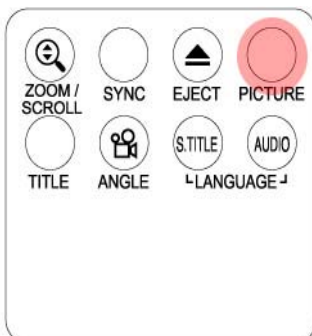 ZOOM / SCROLL
SYNC
EJECT
PICTURE
S.TITLE
AUDIO
TITLE
ANGLE
LANGUAGE